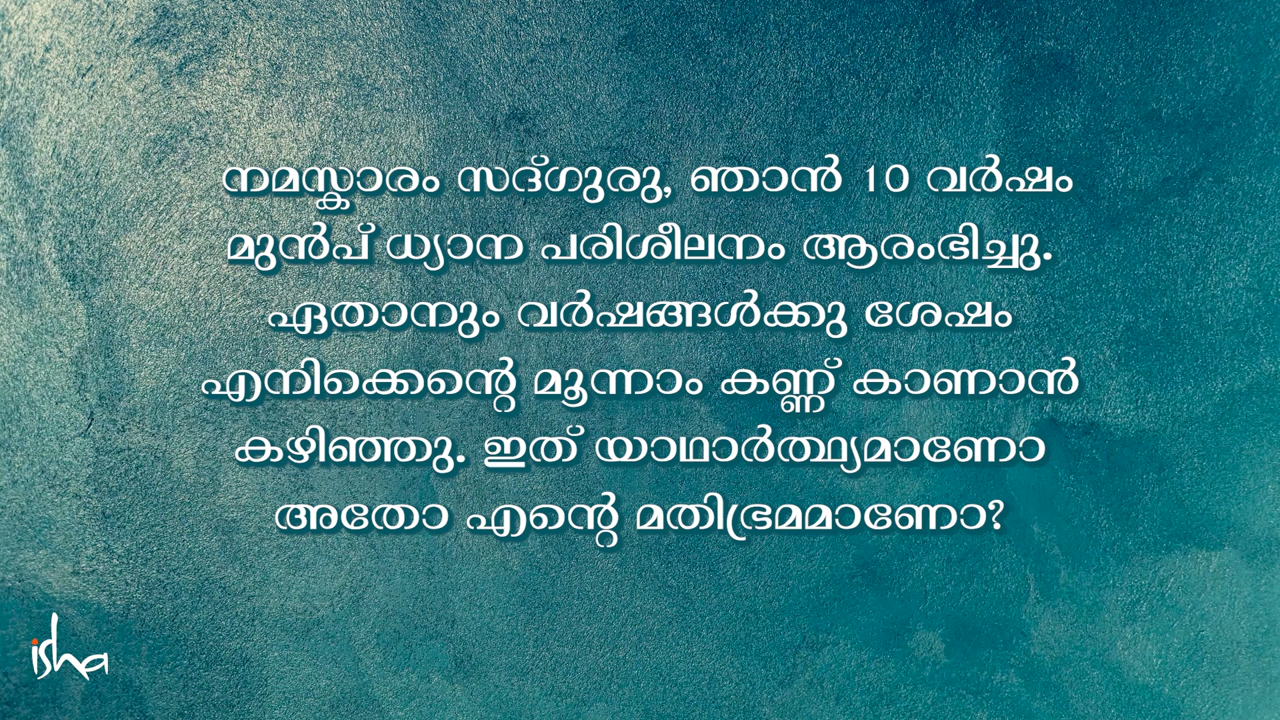 നമസ്കാരം സദ്ഗുരു, ഞാൻ 10 വർഷം
മുൻപ് ധ്യാന പരിശീലനം ആരംഭിച്ചു.
ഏതാനും വർഷങ്ങൾക്കു ശേഷം
എനിക്കെന്റെ മൂന്നാം കണ്ണ് കാണാൻ
കഴിഞ്ഞു. ഇത് യാഥാർത്ഥ്യമാണോ
അതോ എന്റെ മതിഭ്രമമാണോ?
isha